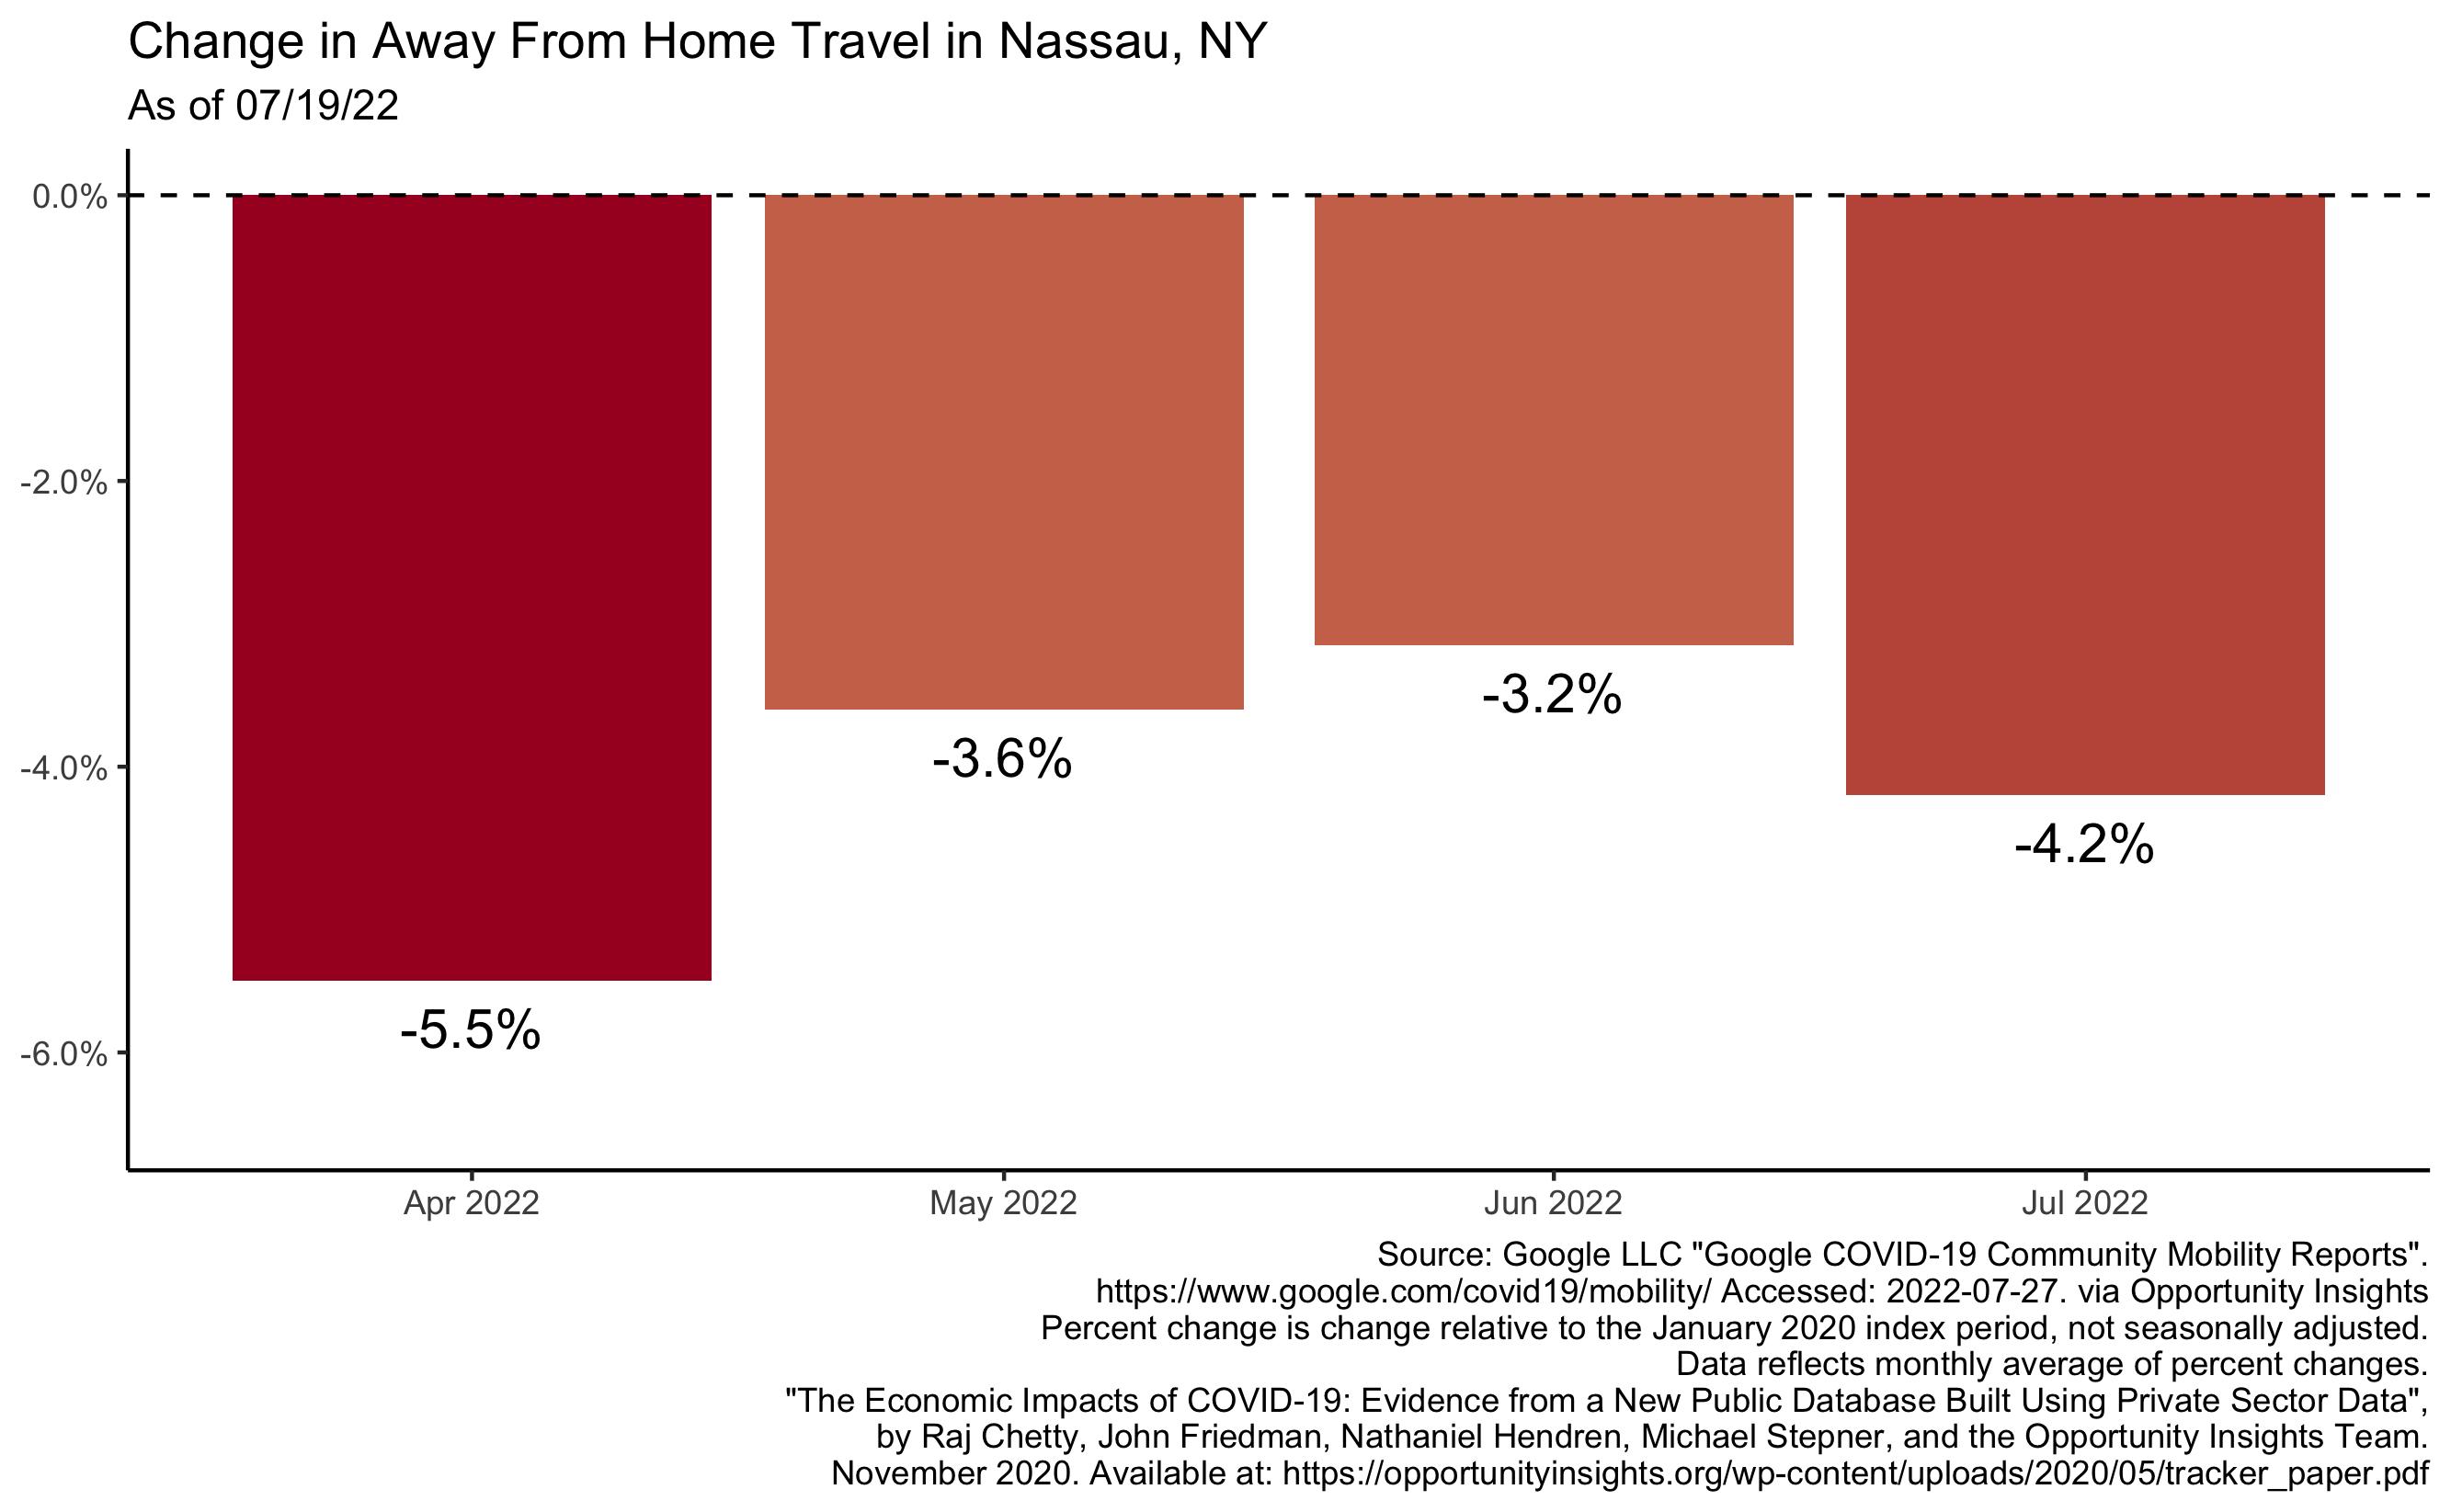 Change in Away From Home Travel in Nassau, NY
As of 07/19/22
0.0%
-2.0%
-4.0%
-6.0%
-5.5%
-3.6%
-3.2%
-4.2%
Apr 2022
May 2022
Jun 2022
Jul 2022
Source: Google LLC "Google COVID-19 Community Mobility Reports".
https://www.google.com/covid19/mobility/ Accessed: 2022-07-27. via Opportunity Insights
Percent change is change relative to the January 2020 index period, not seasonally adjusted.
Data reflects monthly average of percent changes.
"The Economic Impacts of COVID-19: Evidence from a New Public Database Built Using Private Sector Data",
by Raj Chetty, John Friedman, Nathaniel Hendren, Michael Stepner, and the Opportunity Insights Team.
November 2020. Available at: https://opportunityinsights.org/wp-content/uploads/2020/05/tracker_paper.pdf